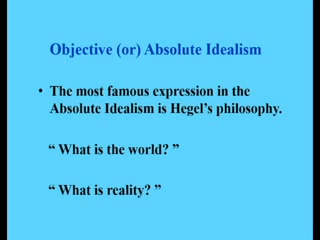 Objective (or) Absolute Idealism
• The most famous expression in the
Absolute Idealism is Hegel's philosophy.
“ What is the world? ”
“ What is reality? ”